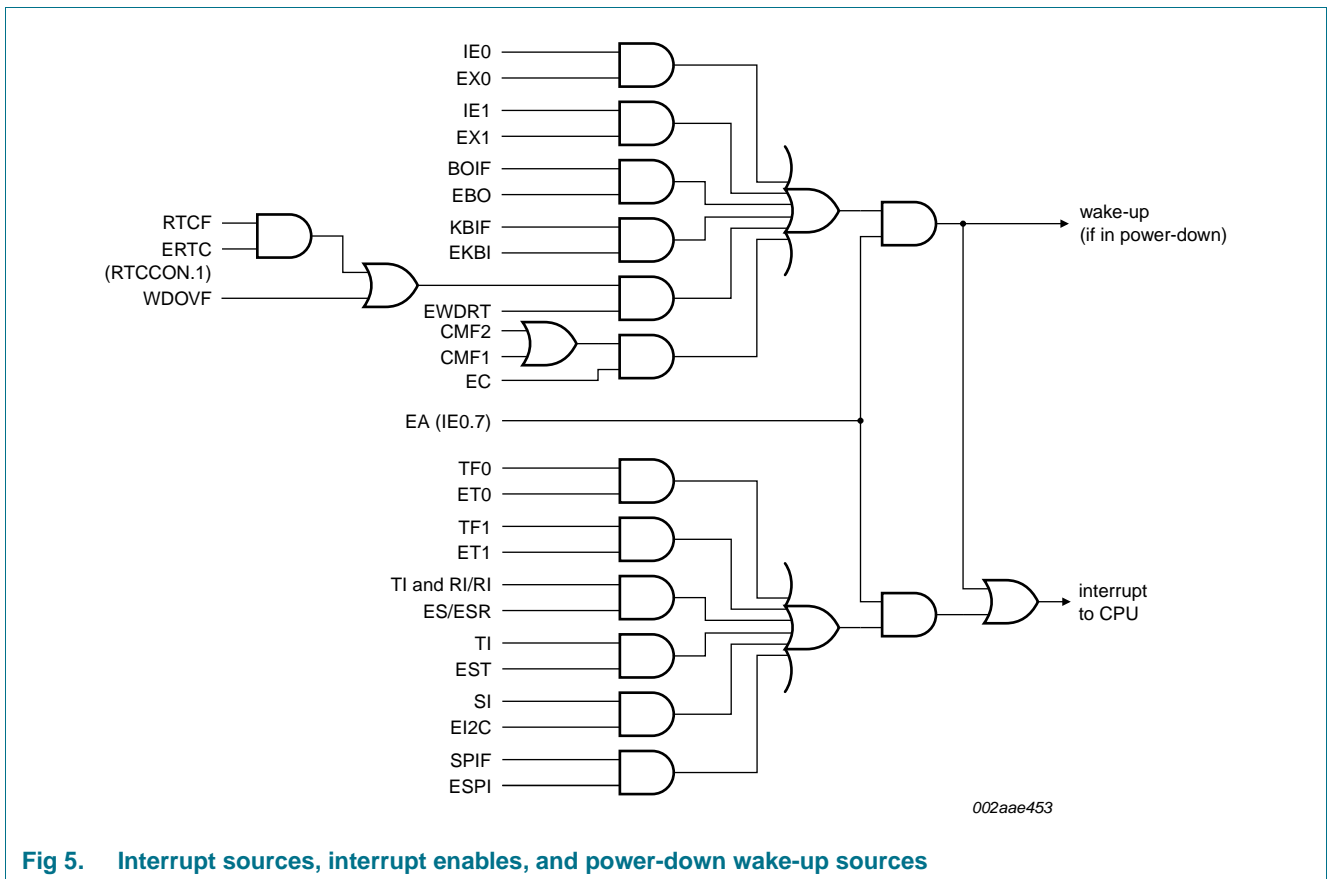 IE0
EX0
IE1
EX1
BOIF
EBO
KBIF
EKBI
RTCF
ERTC
(RTCCON.1)
WDOVF
EWDRT
CMF2
CMF1
EC
EA (IE0.7)
wake-up
(if in power-down)
TF0
ET0
TF1
ET1
TI and RI/RI
ES/ESR
TI
EST
SI
EI2C
SPIF
ESPI
interrupt
to CPU
002aae453
Fig 5. Interrupt sources, interrupt enables, and power-down wake-up sources